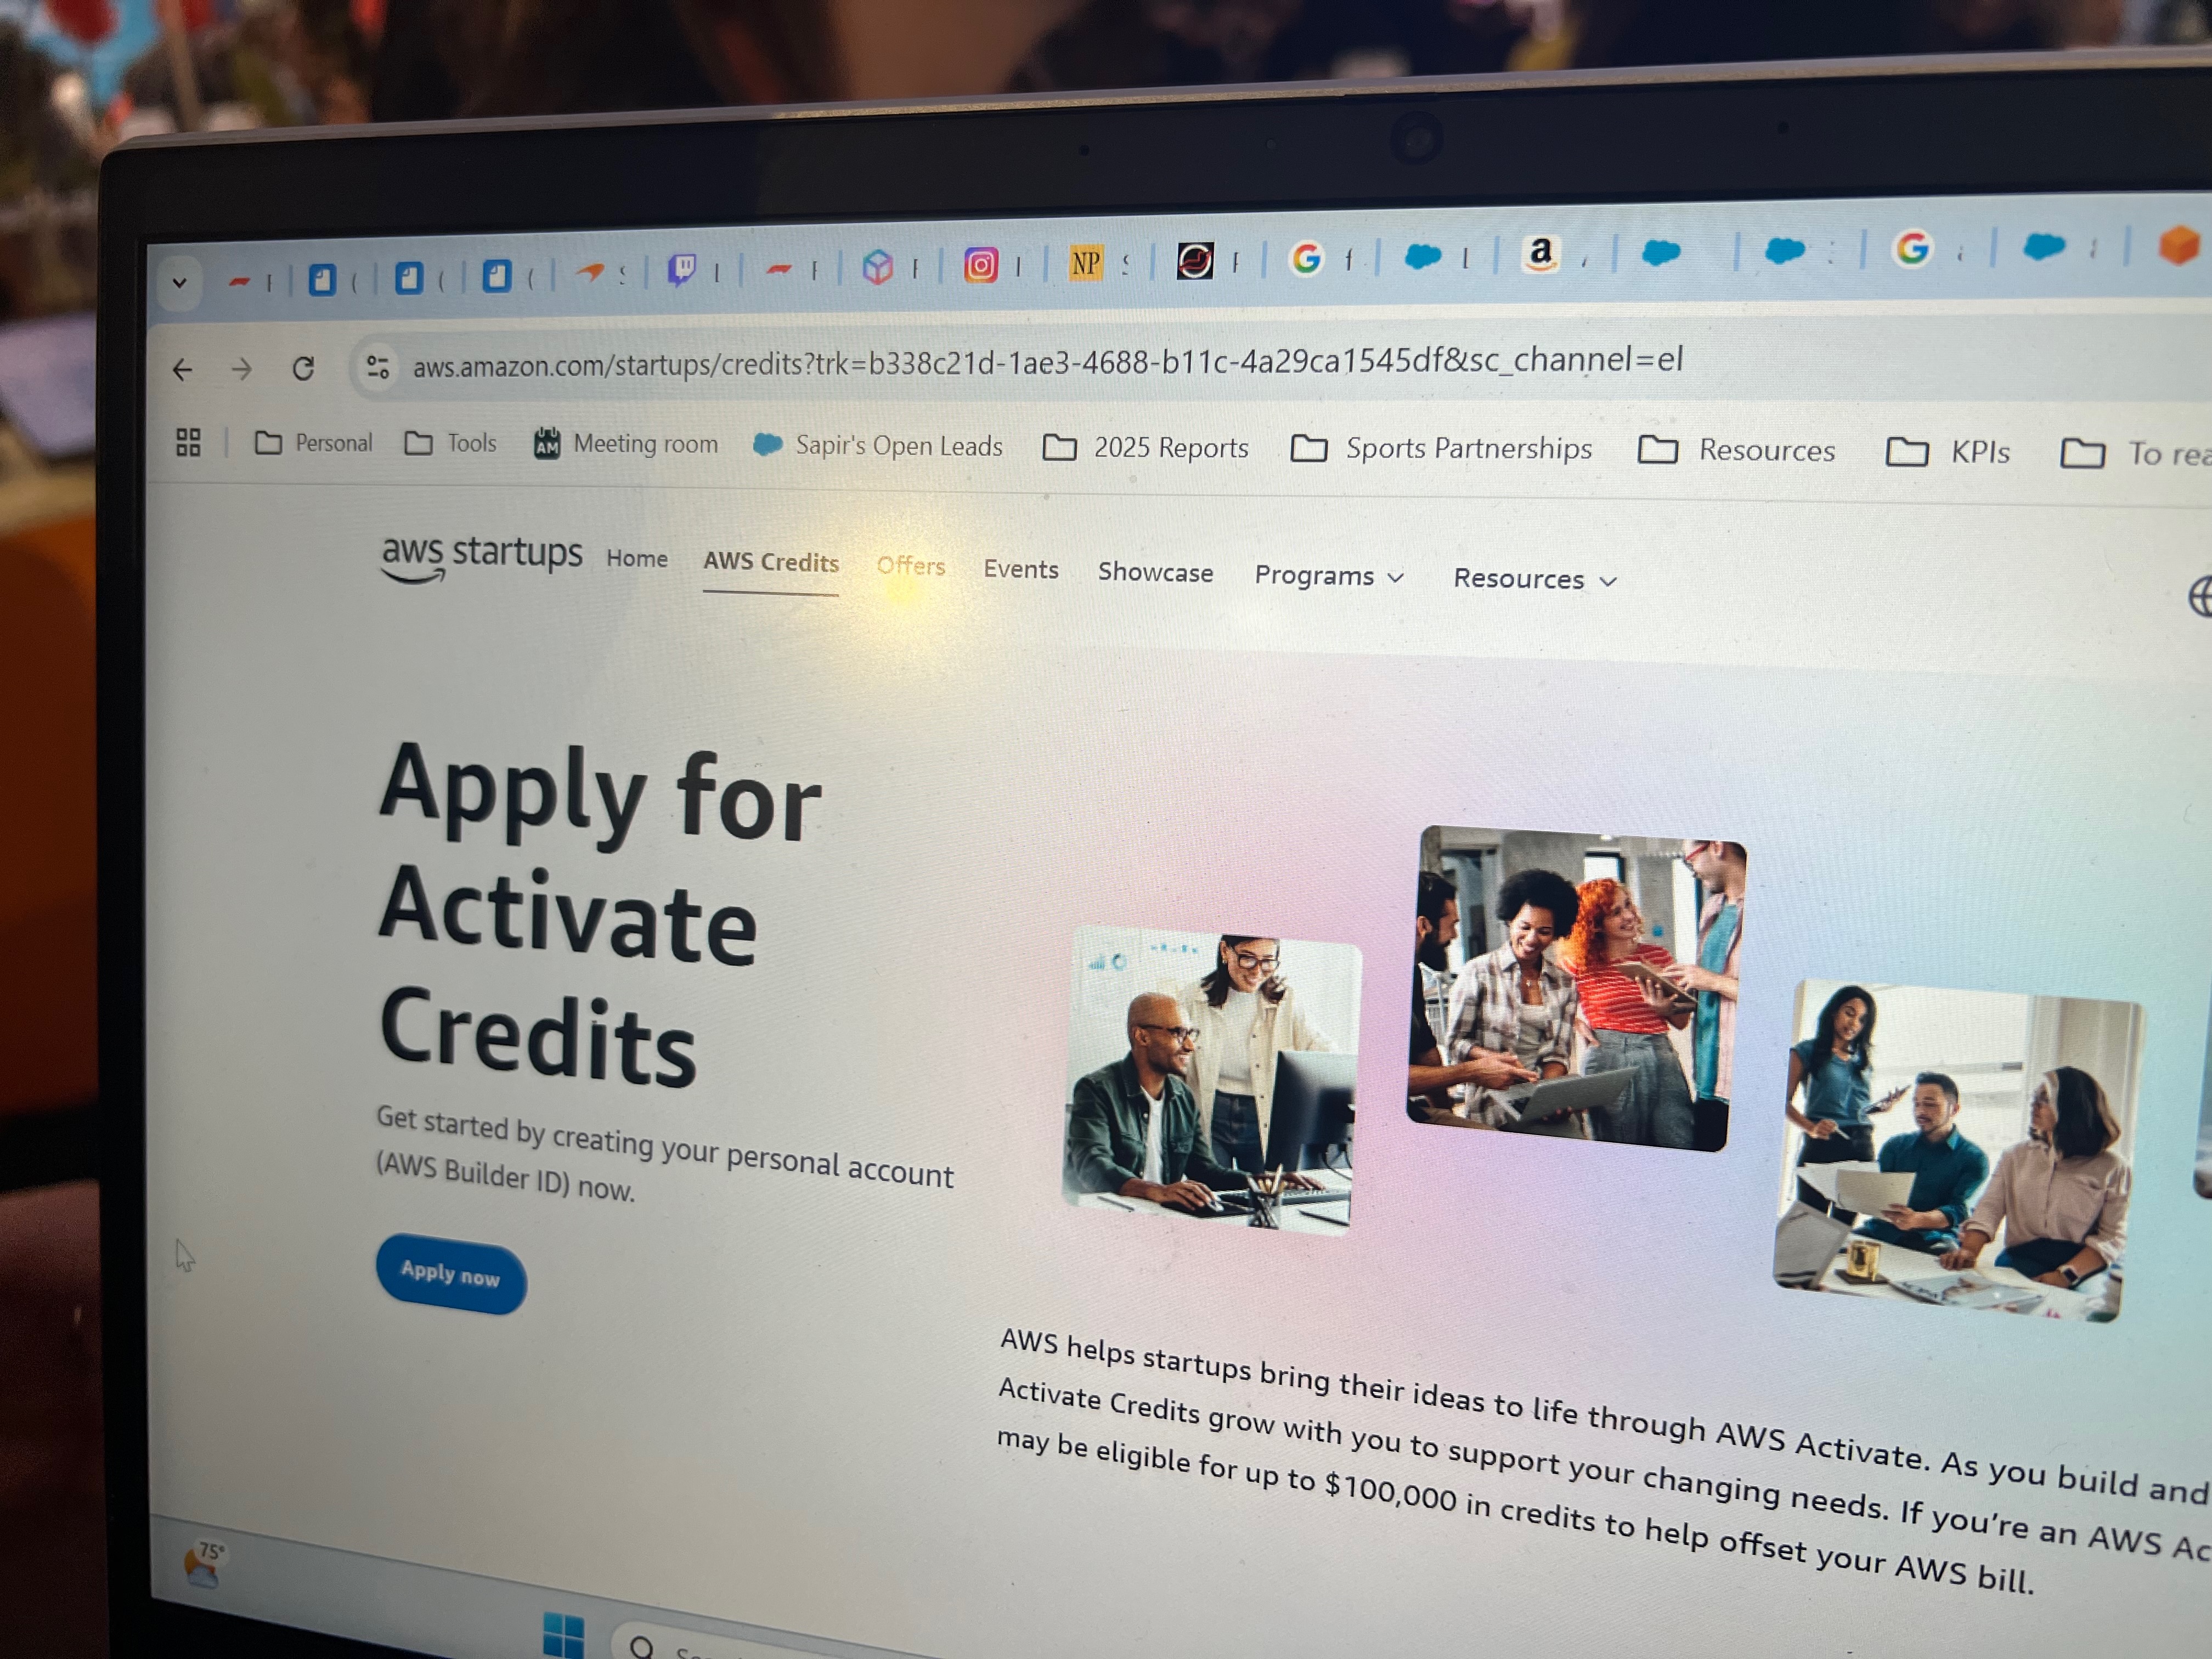 NP
a
aws.amazon.com/startups/credits?trk=b338c21d-1ae3-4688-b11c-4a29ca1545df&sc_channel=el
Personal
Tools
AM
Meeting room
Sapir's Open Leads
2025 Reports
Sports Partnerships
Resources
KPIs
To rea
aws startups
Home
AWS Credits
Offers
Events
Showcase
Programs
Resources
Apply for
Activate
Credits
Get started by creating your personal account
(AWS Builder ID) now.
Apply now
AWS helps startups bring their ideas to life through AWS Activate. As you build and
Activate Credits grow with you to support your changing needs. If you're an AWS Ac
may be eligible for up to $100,000 in credits to help offset your AWS bill.
75°